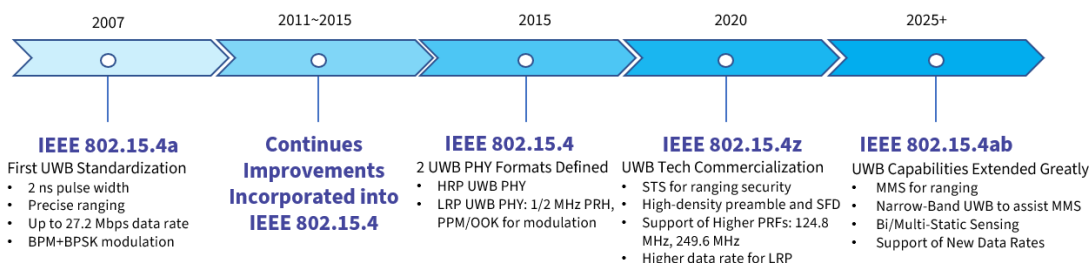 2007
2011~2015
2015
2020
2025+
IEEE 802.15.4a
First UWB Standardization
• 2 ns pulse width
• Precise ranging
• Up to 27.2 Mbps data rate
• BPM+BPSK modulation
Continues
Improvements
Incorporated into
IEEE 802.15.4
IEEE 802.15.4
2 UWB PHY Formats Defined
• HRP UWB PHY
• LRP UWB PHY: 1/2 MHz PRH,
PPM/OOK for modulation
IEEE 802.15.4z
UWB Tech Commercialization
• STS for ranging security
• High-density preamble and SFD
• Support of Higher PRFs: 124.8
MHz, 249.6 MHz
• Higher data rate for LRP
IEEE 802.15.4ab
UWB Capabilities Extended Greatly
• MMS for ranging
• Narrow-Band UWB to assist MMS
• Bi/Multi-Static Sensing
• Support of New Data Rates